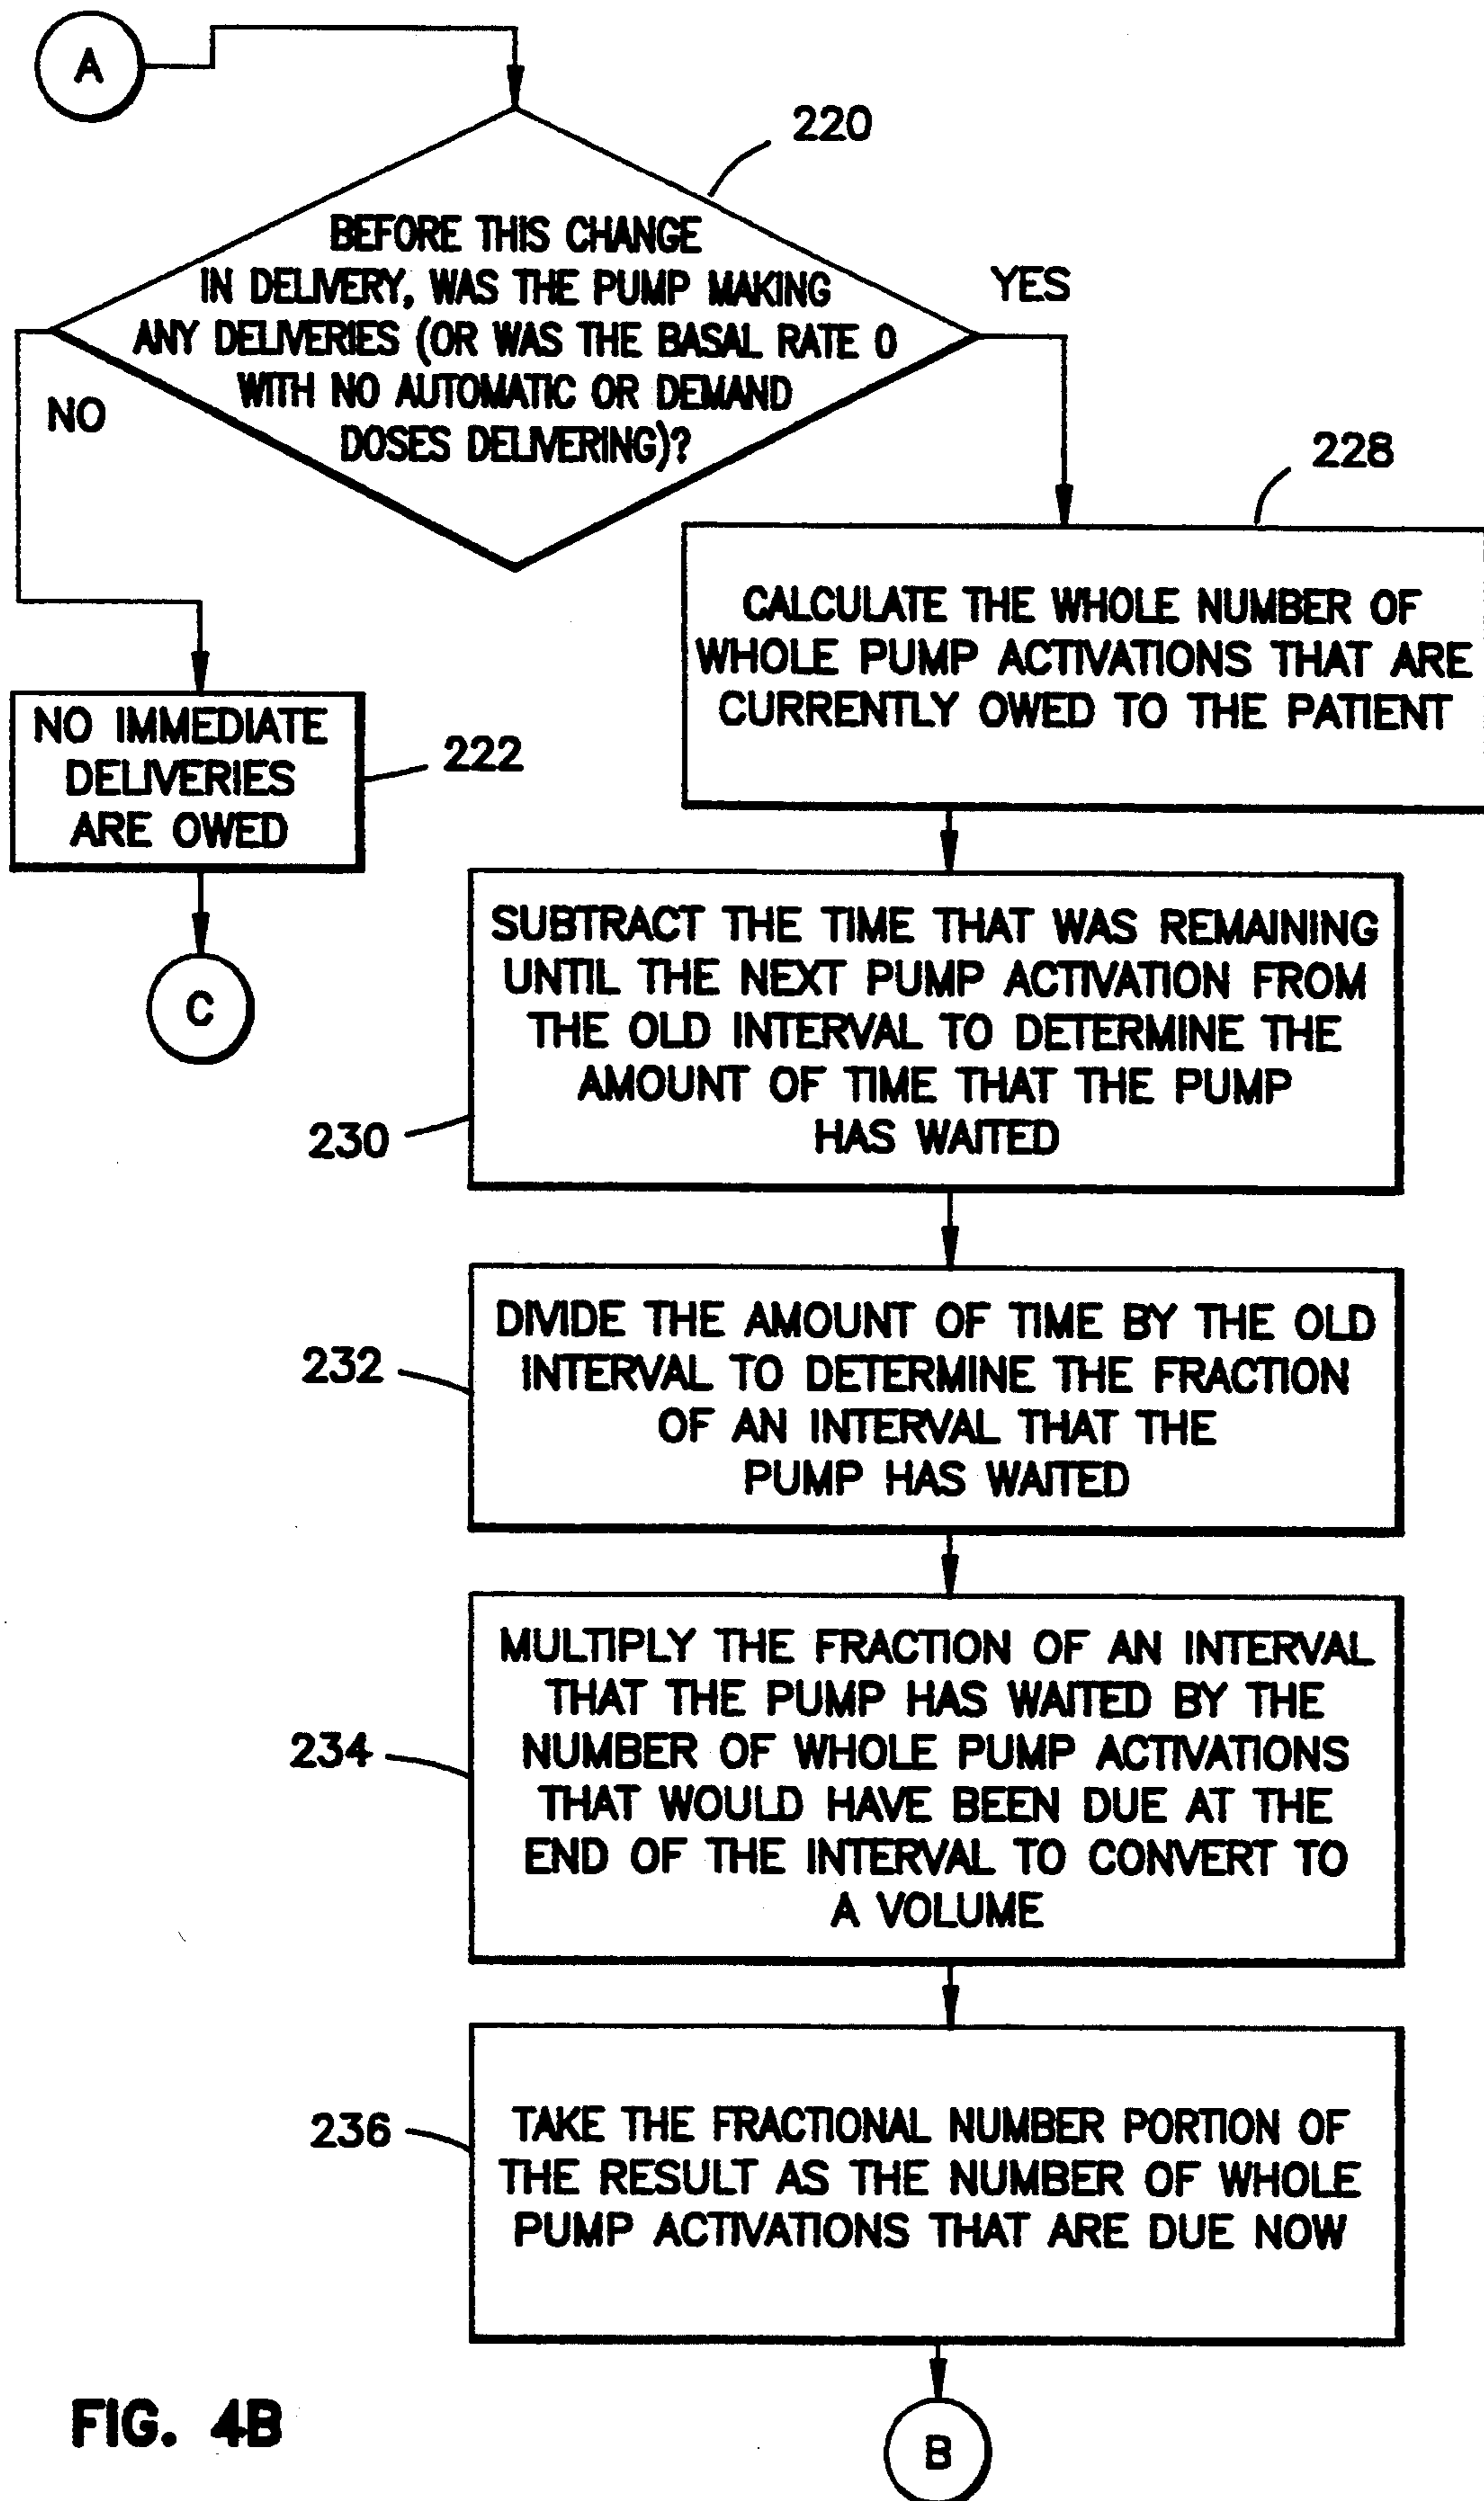 A
220
BEFORE THIS CHANGE
IN DELIVERY, WAS THE PUMP MAKING
ANY DELIVERIES (OR WAS THE BASAL RATE 0
WITH NO AUTOMATIC OR DEMAND
DOSES DELIVERING)?
YES
NO
228
CALCULATE THE WHOLE NUMBER OF
WHOLE PUMP ACTIVATIONS THAT ARE
CURRENTLY OWED TO THE PATIENT
NO IMMEDIATE
DELIVERIES
ARE OWED
222
C
SUBTRACT THE TIME THAT WAS REMAINING
UNTIL THE NEXT PUMP ACTIVATION FROM
THE OLD INTERVAL TO DETERMINE THE
AMOUNT OF TIME THAT THE PUMP
HAS WAITED
230
DIVIDE THE AMOUNT OF TIME BY THE OLD
INTERVAL TO DETERMINE THE FRACTION
OF AN INTERVAL THAT THE
PUMP HAS WAITED
232
MULTIPLY THE FRACTION OF AN INTERVAL
THAT THE PUMP HAS WAITED BY THE
NUMBER OF WHOLE PUMP ACTIVATIONS
THAT WOULD HAVE BEEN DUE AT THE
END OF THE INTERVAL TO CONVERT TO
A VOLUME
234
TAKE THE FRACTIONAL NUMBER PORTION OF
THE RESULT AS THE NUMBER OF WHOLE
PUMP ACTIVATIONS THAT ARE DUE NOW
236
FIG. 4B
B